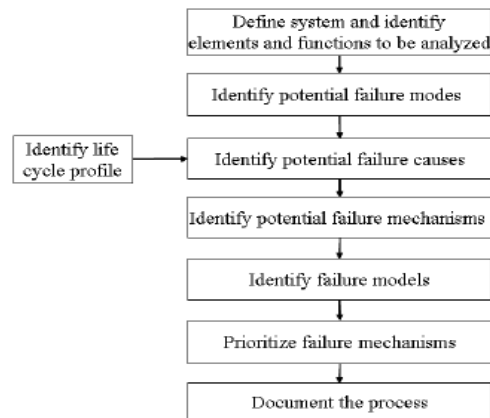 Define system and identify
elements and functions to be analyzed
Identify potential failure modes
Identify life
cycle profile
Identify potential failure causes
Identify potential failure mechanisms
Identify failure models
Prioritize failure mechanisms
Document the process